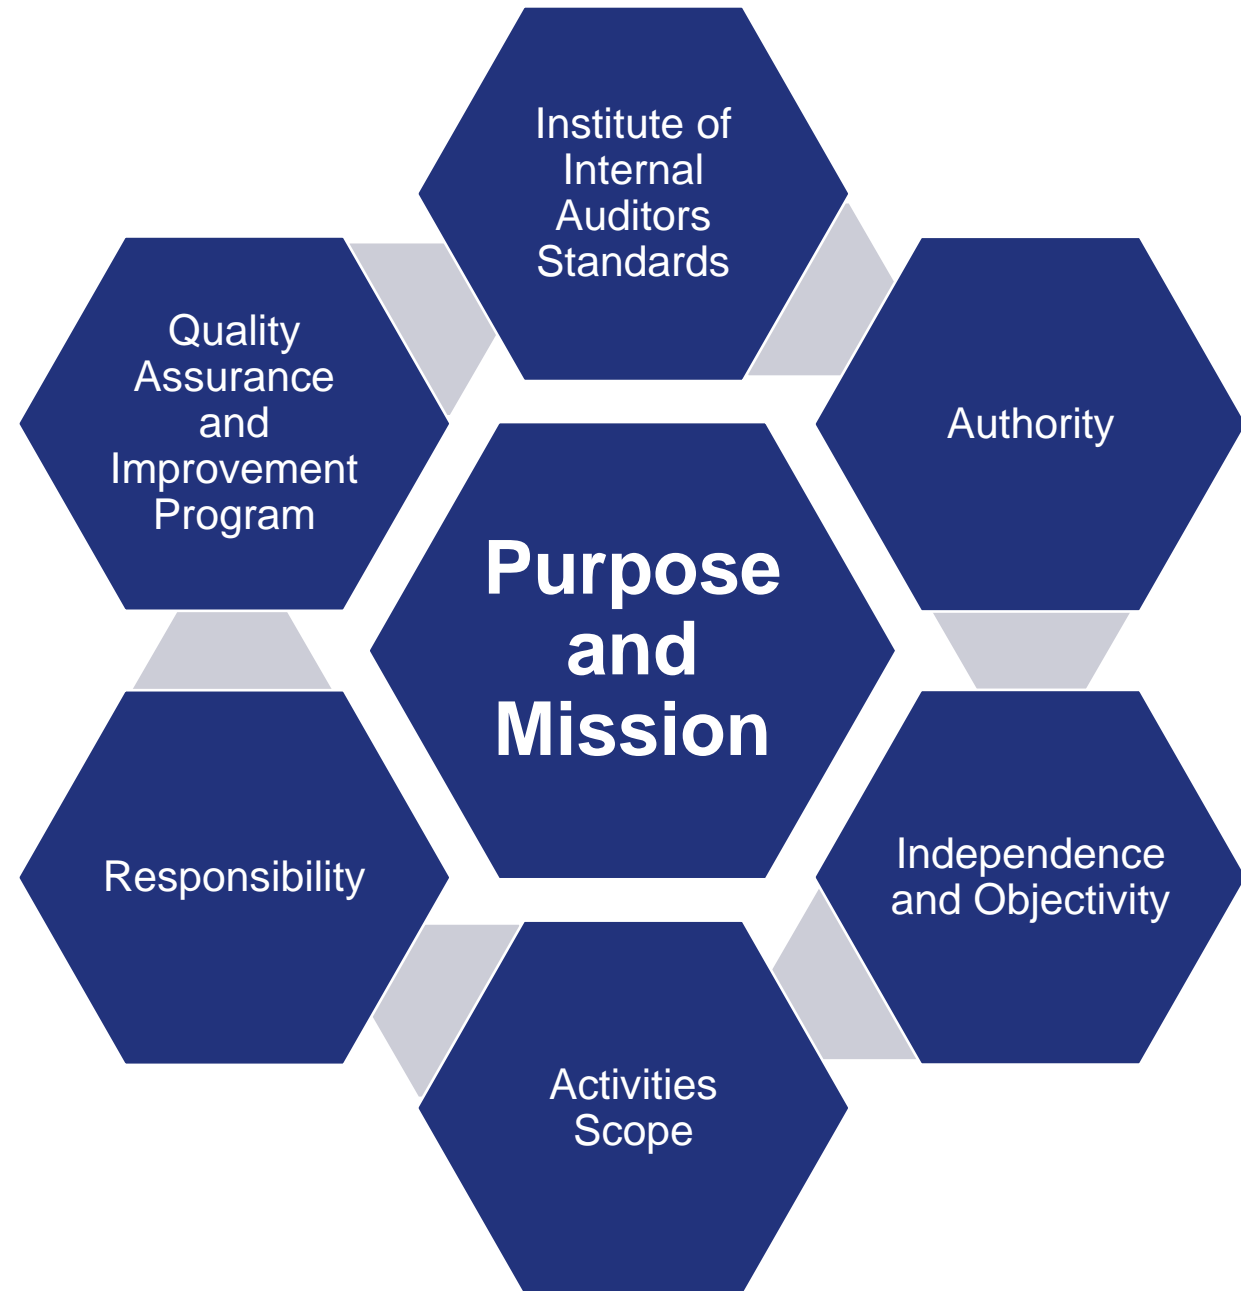 Institute of
Internal
Auditors
Standards
Authority
Independence
and Objectivity
Activities
Scope
Responsibility
Quality
Assurance
and
Improvement
Program
Purpose
and
Mission